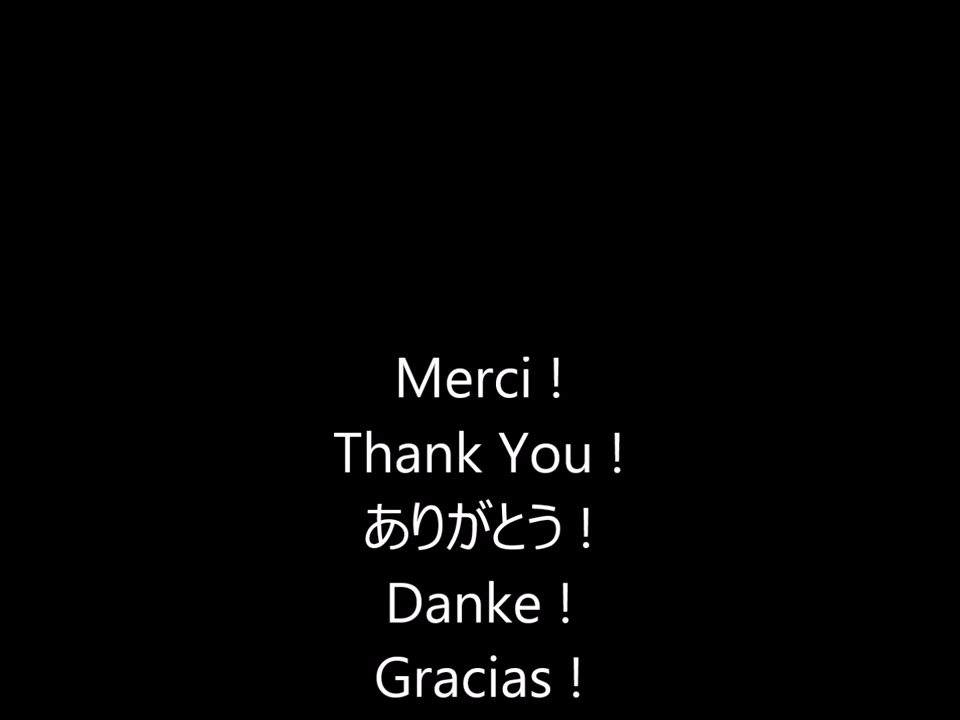 Merci !
Thank You !
ありがとう !
Danke !
Gracias !